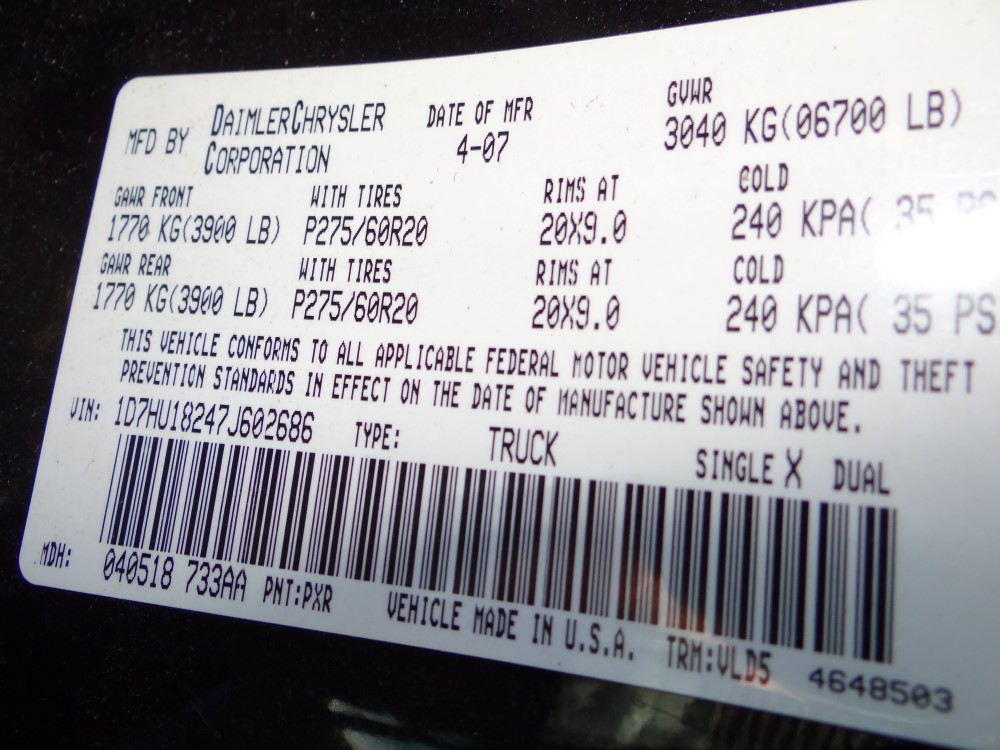 MFD BY DAIMLERCHRYSLER CORPORATION DATE OF MFR 4-07 GVWR 3040 KG(06700 LB)
GAWR FRONT WITH TIRES RIMS AT COLD
1770 KG(3900 LB) P275/60R20 20X9.0 240 KPA( 35 PS
GAWR REAR WITH TIRES RIMS AT COLD
1770 KG(3900 LB) P275/60R20 20X9.0 240 KPA( 35 PS
THIS VEHICLE CONFORMS TO ALL APPLICABLE FEDERAL MOTOR VEHICLE SAFETY AND THEFT
PREVENTION STANDARDS IN EFFECT ON THE DATE OF MANUFACTURE SHOWN ABOVE.
VIN: 1D7HU18247J602686 TYPE: TRUCK SINGLE X DUAL
MDH: 040518 733AA PNT:PXR VEHICLE MADE IN U.S.A. TRM:VLD5 4648503